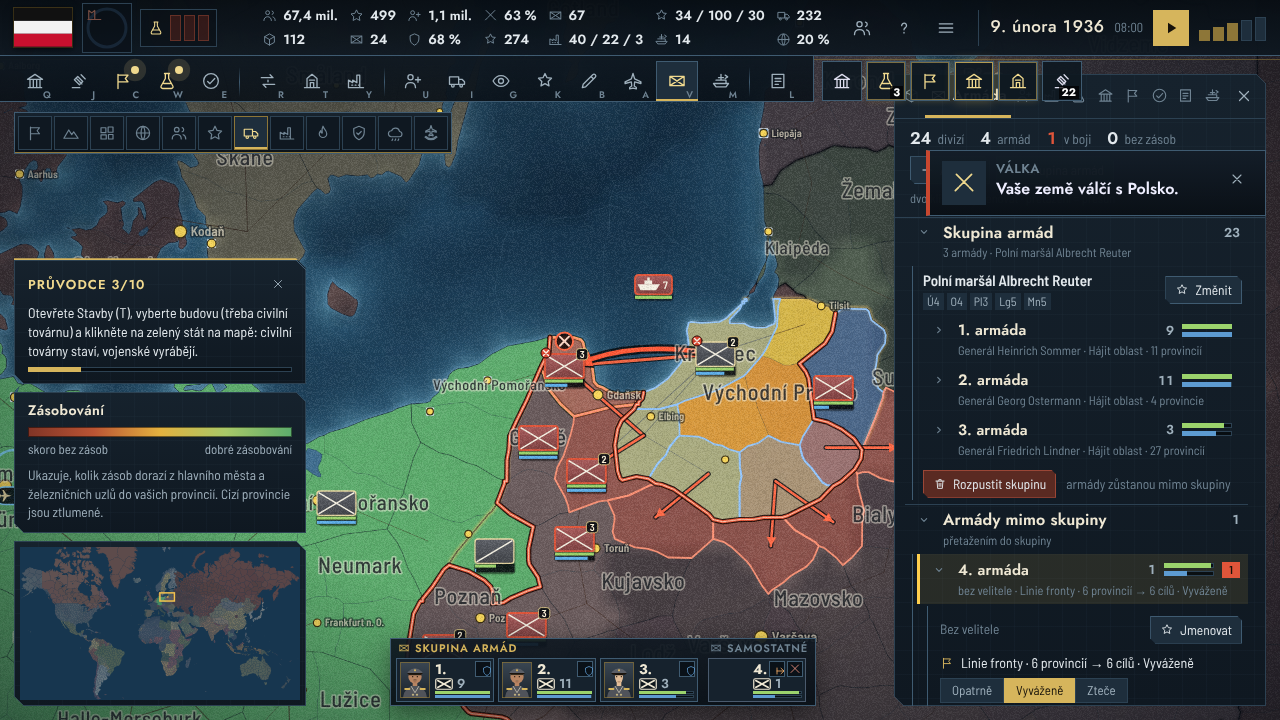 67,4 mil. 499 1,1 mil. 63 % 67 34 / 100 / 30 232
112 24 68 % 274 40 / 22 / 3 14 20 %
? 9. února 1936 08:00
Q J C W E R T Y U I O K B A V M L
3 22
24 divizí 4 armád 1 v boji 0 bez zásob
VÁLKA
Vaše země válčí s Polsko.
Skupina armád 23
3 armády · Polní maršál Albrecht Reuter
Polní maršál Albrecht Reuter
Změnit
Ú4 O4 Pl3 Lg5 Mn5
1. armáda 9
Generál Heinrich Sommer · Hájit oblast · 11 provincií
2. armáda 11
Generál Georg Ostermann · Hájit oblast · 4 provincie
3. armáda 3
Generál Friedrich Lindner · Hájit oblast · 27 provincií
Rozpustit skupinu armády zůstanou mimo skupiny
Armády mimo skupiny 1
přetažením do skupiny
4. armáda 1 1
bez velitele · Linie fronty · 6 provincií → 6 cílů · Vyváženě
Bez velitele Jmenovat
Linie fronty · 6 provincií → 6 cílů · Vyváženě
Opatrně Vyváženě Zteče
PRŮVODCE 3/10
Otevřete Stavby (T), vyberte budovu (třeba civilní
továrnu) a klikněte na zelený stát na mapě: civilní
továrny staví, vojenské vyrábějí.
Zásobování
skoro bez zásob dobré zásobování
Ukazuje, kolik zásob dorazí z hlavního města a
železničních uzlů do vašich provincií. Cizí provincie
jsou ztlumené.
Skåne
Aarhus
Kodaň
Liepāja
Klaipėda
Tilsit
7
3
2
Východní Pomořansko
Gdańsk
Elbing
2
Neumark
3
Toruń
Kujavsko
Mazovsko
Poznaň
3
2
Varšava
Frankfurt n. O.
Lužice
SKUPINA ARMÁD SAMOSTATNÉ
1. 9
2. 11
3. 3
4. 1